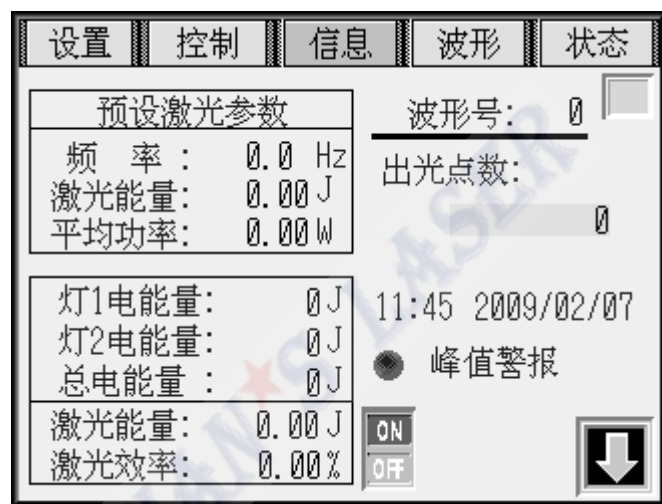 设置 控制 信息 波形 状态
预设激光参数
频 率 : 0.0 Hz
激光能量: 0.00 J
平均功率: 0.00 W
波形号: 0
出光点数:
0
灯1电能量: 0 J
灯2电能量: 0 J
总电能量 : 0 J
激光能量: 0.00 J
激光效率: 0.00 %
11:45 2009/02/07
峰值警报
ON
OFF
HAN'S LASER